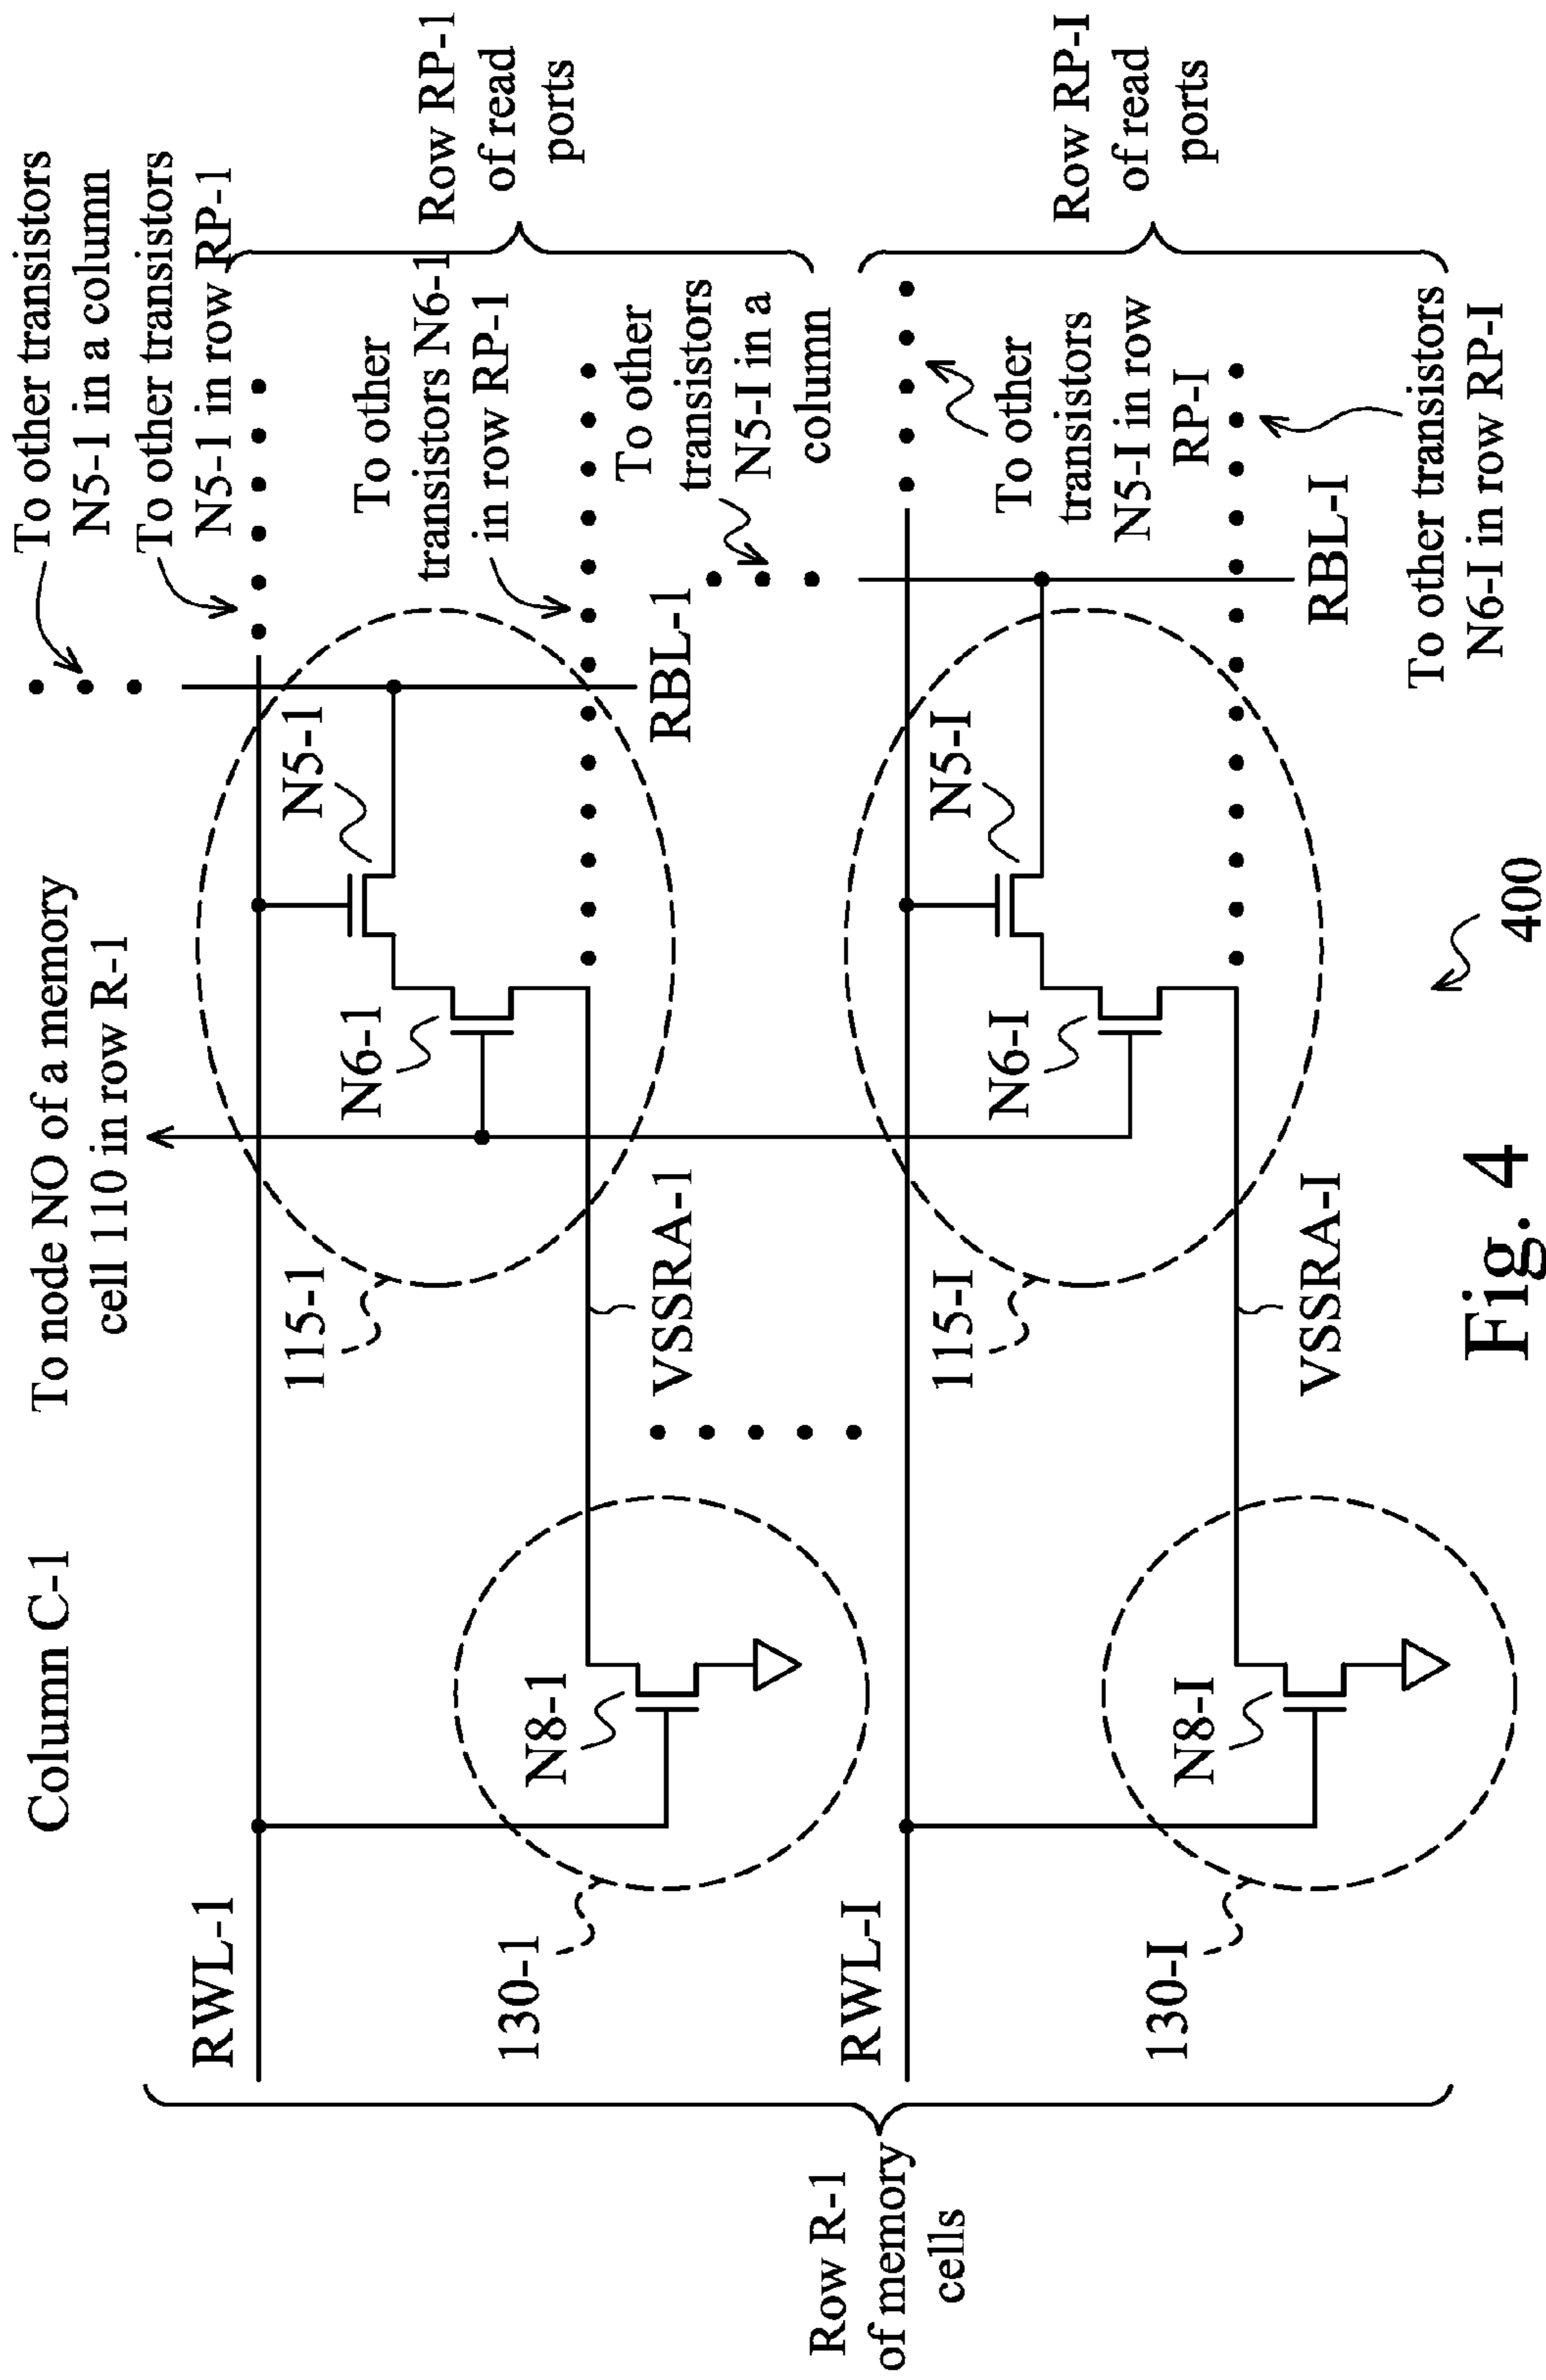 Column C-1
To node NO of a memory
cell 110 in row R-1
To other transistors
N5-1 in a column
To other transistors
N5-1 in row RP-1
RWL-1
115-1
N5-1
N6-1
To other
transistors N6-1
in row RP-1
Row RP-1
of read
ports
130-1
N8-1
VSSRA-1
RBL-1
To other
transistors
N5-I in a
column
Row R-1
of memory
cells
RWL-I
115-I
N5-I
N6-I
To other
transistors
N5-I in row
RP-I
Row RP-I
of read
ports
130-I
N8-I
VSSRA-I
RBL-I
To other transistors
N6-I in row RP-I
Fig. 4
400